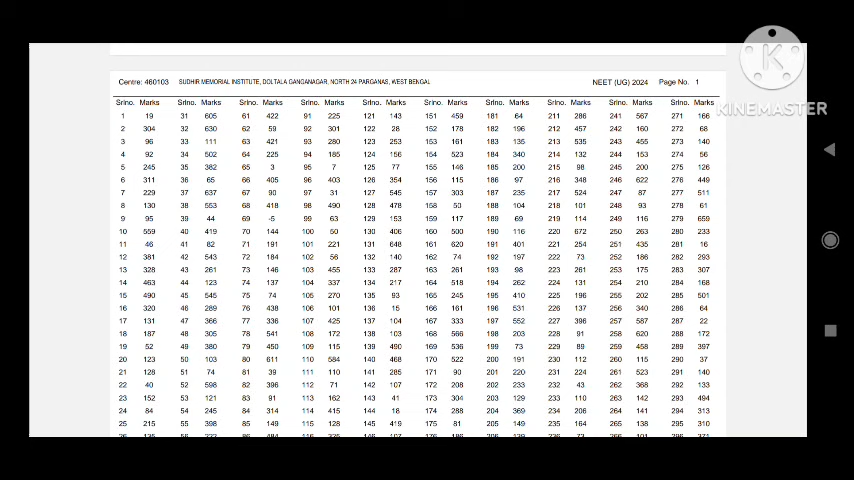 Centre: 460103 SUDHIR MEMORIAL INSTITUTE, DOLTALA GANGANAGAR, NORTH 24 PARGANAS, WEST BENGAL NEET (UG) 2024 Page No. 1
KINEMASTER
Srlno. Marks Srlno. Marks Srlno. Marks Srlno. Marks Srlno. Marks Srlno. Marks Srlno. Marks Srlno. Marks Srlno. Marks Srlno. Marks
1 19 31 605 61 422 91 225 121 143 151 459 181 64 211 286 241 567 271 166
2 304 32 630 62 59 92 301 122 28 152 178 182 196 212 457 242 160 272 68
3 96 33 111 63 421 93 280 123 253 153 161 183 135 213 535 243 455 273 140
4 92 34 502 64 225 94 185 124 156 154 523 184 340 214 132 244 153 274 56
5 245 35 382 65 3 95 7 125 77 155 146 185 200 215 98 245 200 275 126
6 311 36 65 66 405 96 403 126 354 156 115 186 97 216 348 246 622 276 449
7 229 37 637 67 90 97 31 127 545 157 303 187 235 217 524 247 87 277 511
8 130 38 553 68 418 98 490 128 478 158 50 188 104 218 101 248 93 278 61
9 95 39 44 69 -5 99 63 129 153 159 117 189 69 219 114 249 116 279 659
10 559 40 419 70 144 100 50 130 406 160 500 190 116 220 672 250 263 280 233
11 46 41 82 71 191 101 221 131 648 161 620 191 401 221 254 251 435 281 16
12 381 42 543 72 184 102 56 132 140 162 74 192 197 222 73 252 186 282 293
13 328 43 261 73 146 103 455 133 287 163 261 193 98 223 261 253 175 283 307
14 463 44 123 74 137 104 337 134 217 164 518 194 262 224 131 254 210 284 168
15 490 45 545 75 74 105 270 135 93 165 245 195 410 225 196 255 202 285 501
16 320 46 289 76 438 106 101 136 15 166 161 196 531 226 137 256 340 286 64
17 131 47 366 77 336 107 425 137 104 167 333 197 552 227 396 257 587 287 22
18 187 48 305 78 541 108 172 138 103 168 566 198 203 228 91 258 620 288 172
19 52 49 380 79 450 109 115 139 490 169 536 199 73 229 89 259 458 289 397
20 123 50 103 80 611 110 584 140 468 170 522 200 191 230 112 260 115 290 37
21 128 51 74 81 39 111 110 141 285 171 90 201 220 231 224 261 523 291 140
22 40 52 598 82 396 112 71 142 107 172 208 202 233 232 43 262 368 292 133
23 152 53 121 83 91 113 162 143 41 173 304 203 129 233 110 263 142 293 494
24 84 54 245 84 314 114 415 144 18 174 288 204 369 234 206 264 141 294 313
25 215 55 398 85 149 115 128 145 419 175 81 205 149 235 164 265 138 295 310